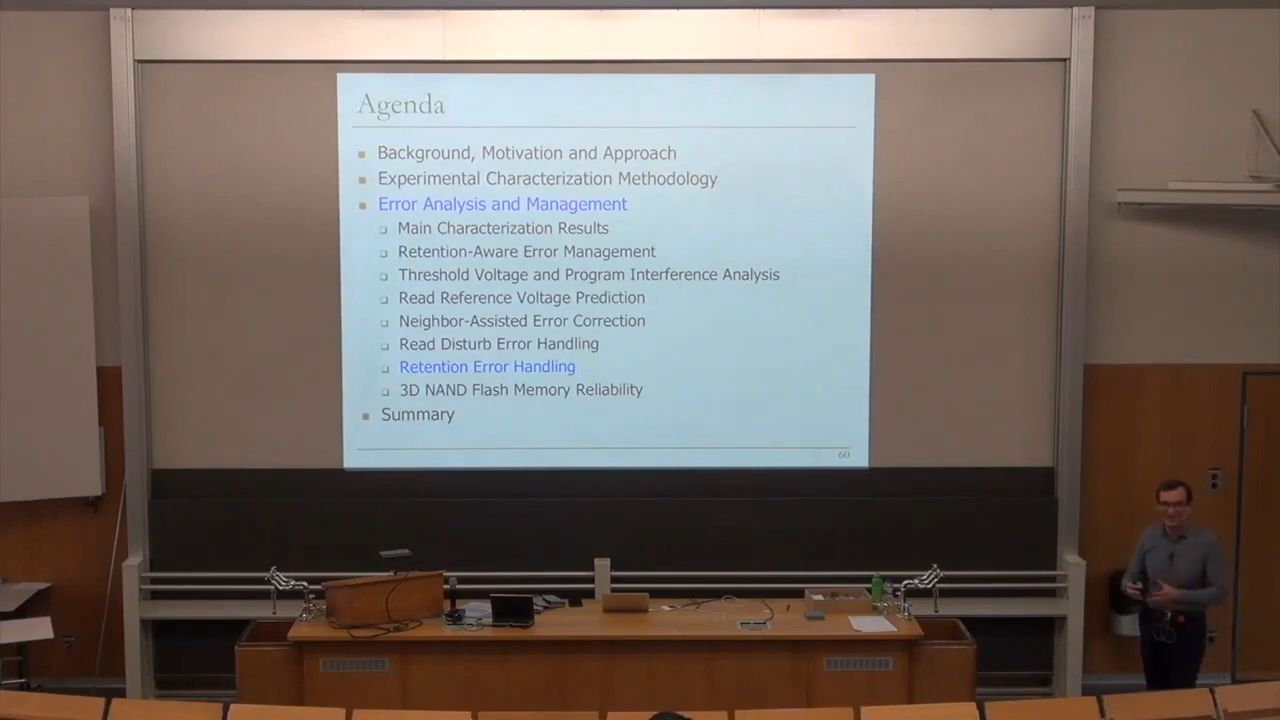 Agenda
Background, Motivation and Approach
Experimental Characterization Methodology
Error Analysis and Management
Main Characterization Results
Retention-Aware Error Management
Threshold Voltage and Program Interference Analysis
Read Reference Voltage Prediction
Neighbor-Assisted Error Correction
Read Disturb Error Handling
Retention Error Handling
3D NAND Flash Memory Reliability
Summary
60